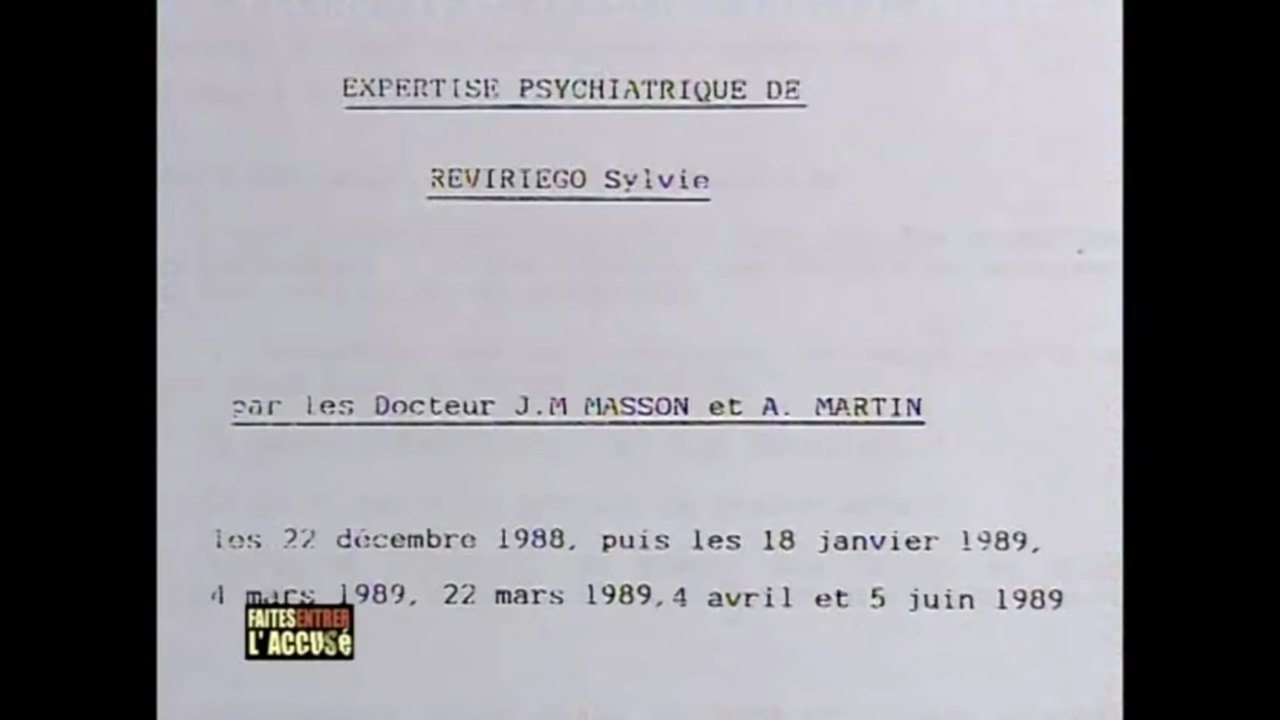 EXPERTISE PSYCHIATRIQUE DE
REVIRIEGO Sylvie
par les Docteur J.M MASSON et A. MARTIN
les 22 décembre 1988, puis les 18 janvier 1989,
4 mars 1989, 22 mars 1989, 4 avril et 5 juin 1989
FAITES ENTRER
L'ACCUSé